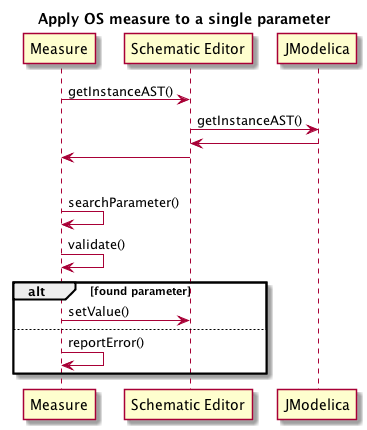 Apply OS measure to a single parameter
Measure Schematic Editor JModelica
getInstanceAST()
getInstanceAST()
searchParameter()
validate()
alt [found parameter]
setValue()
reportError()
Measure Schematic Editor JModelica